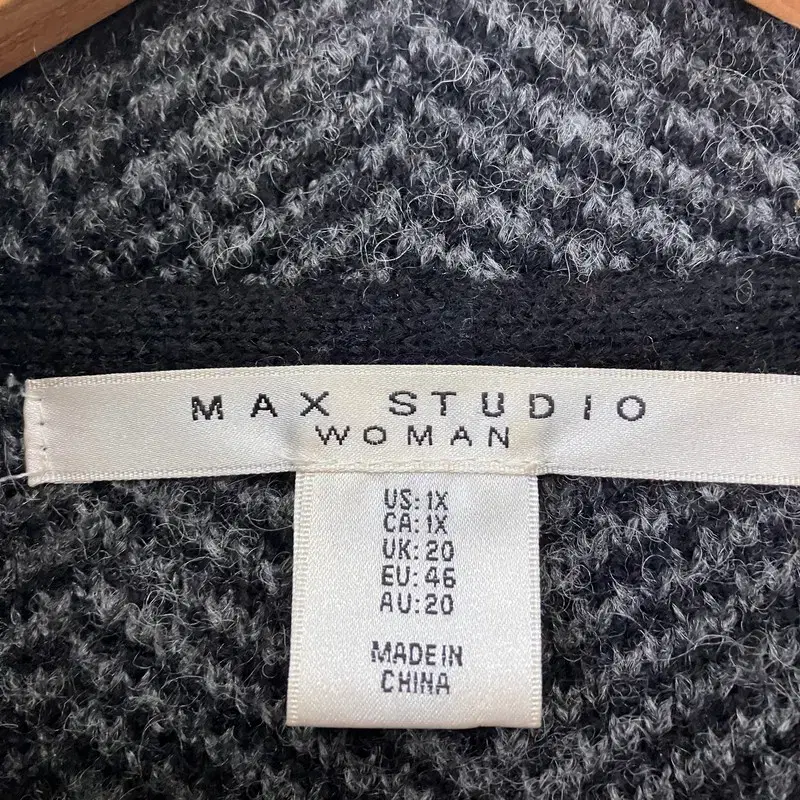 MAX STUDIO
WOMAN
US: 1X
CA: 1X
UK: 20
EU: 46
AU: 20
MADE IN
CHINA